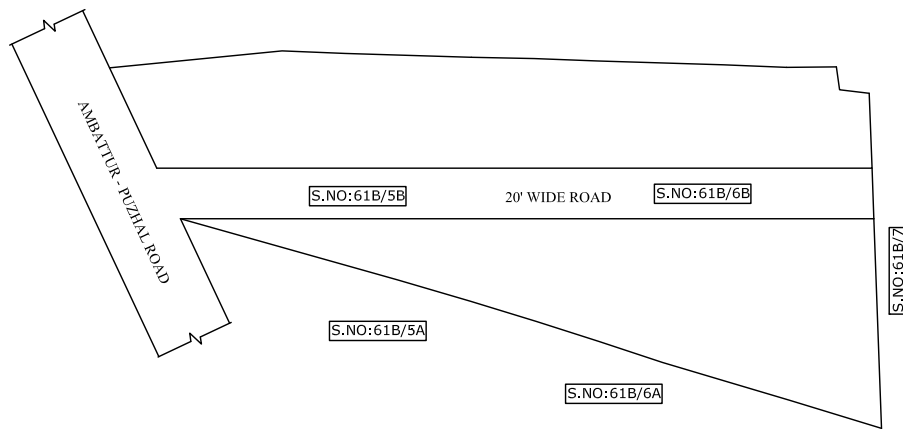 AMBATTUR - PUZHAL ROAD
S.NO:61B/5B
20' WIDE ROAD
S.NO:61B/6B
S.NO:61B/7
S.NO:61B/5A
S.NO:61B/6A